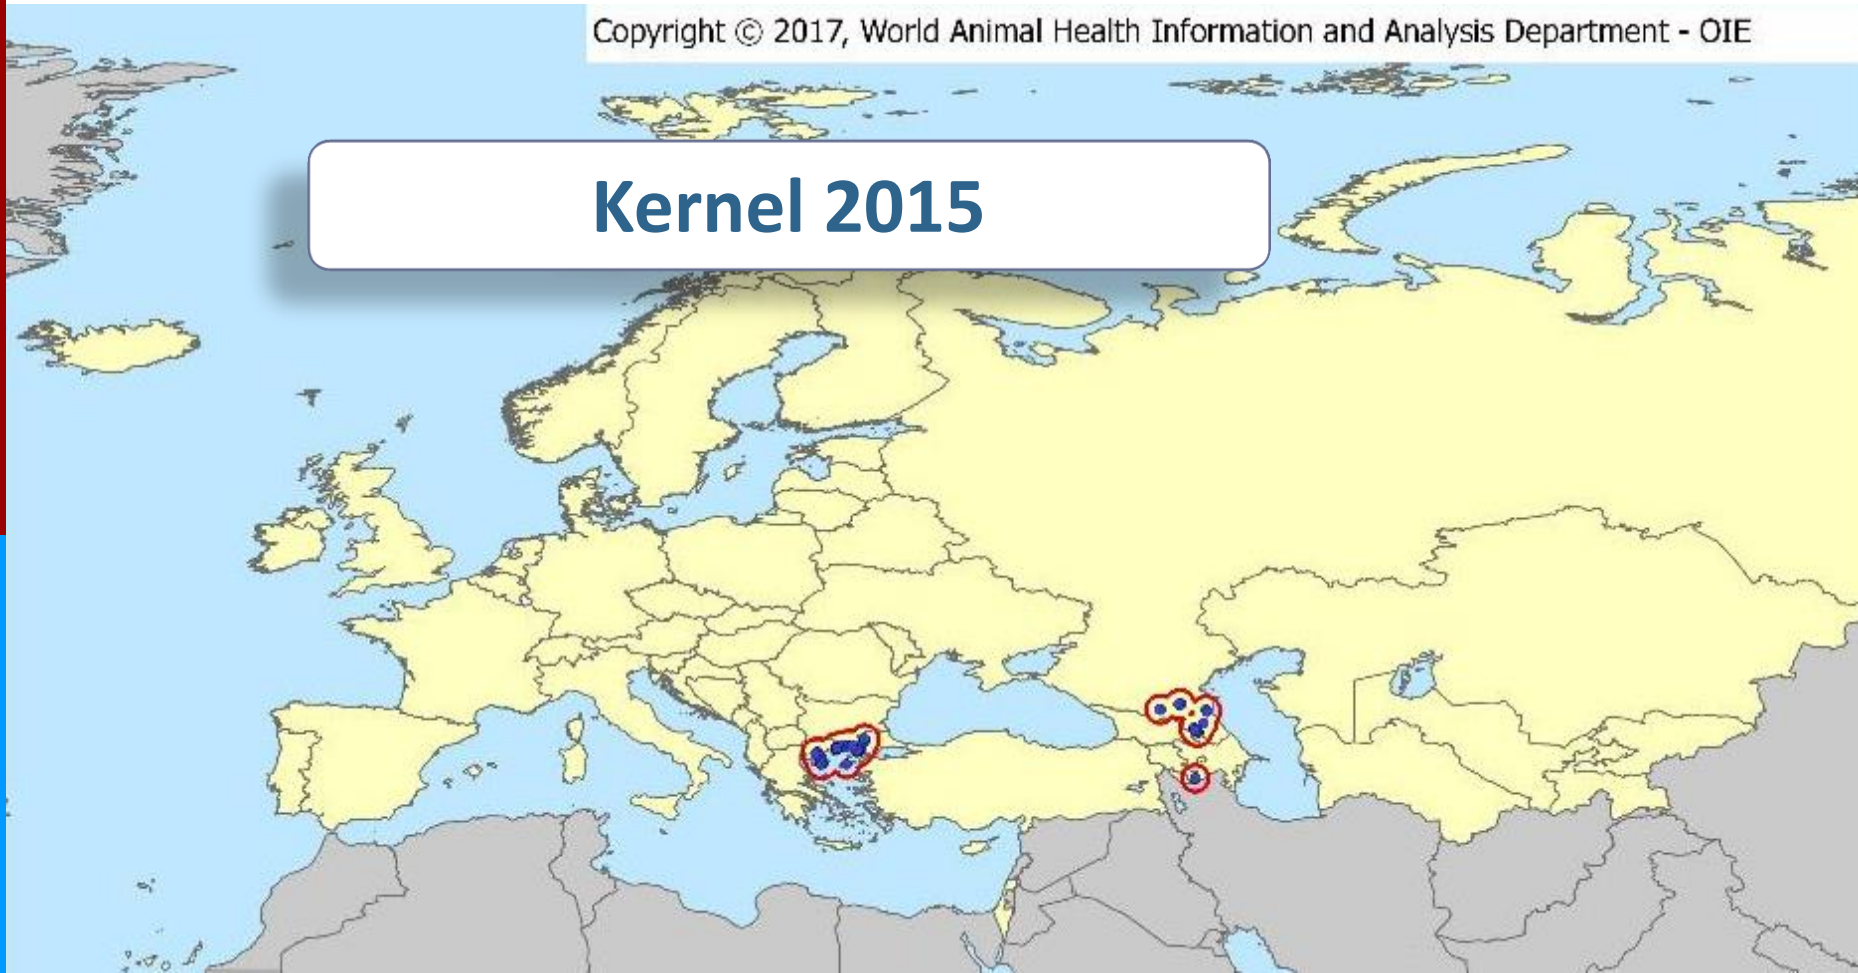 Copyright © 2017, World Animal Health Information and Analysis Department - OIE
Kernel 2015